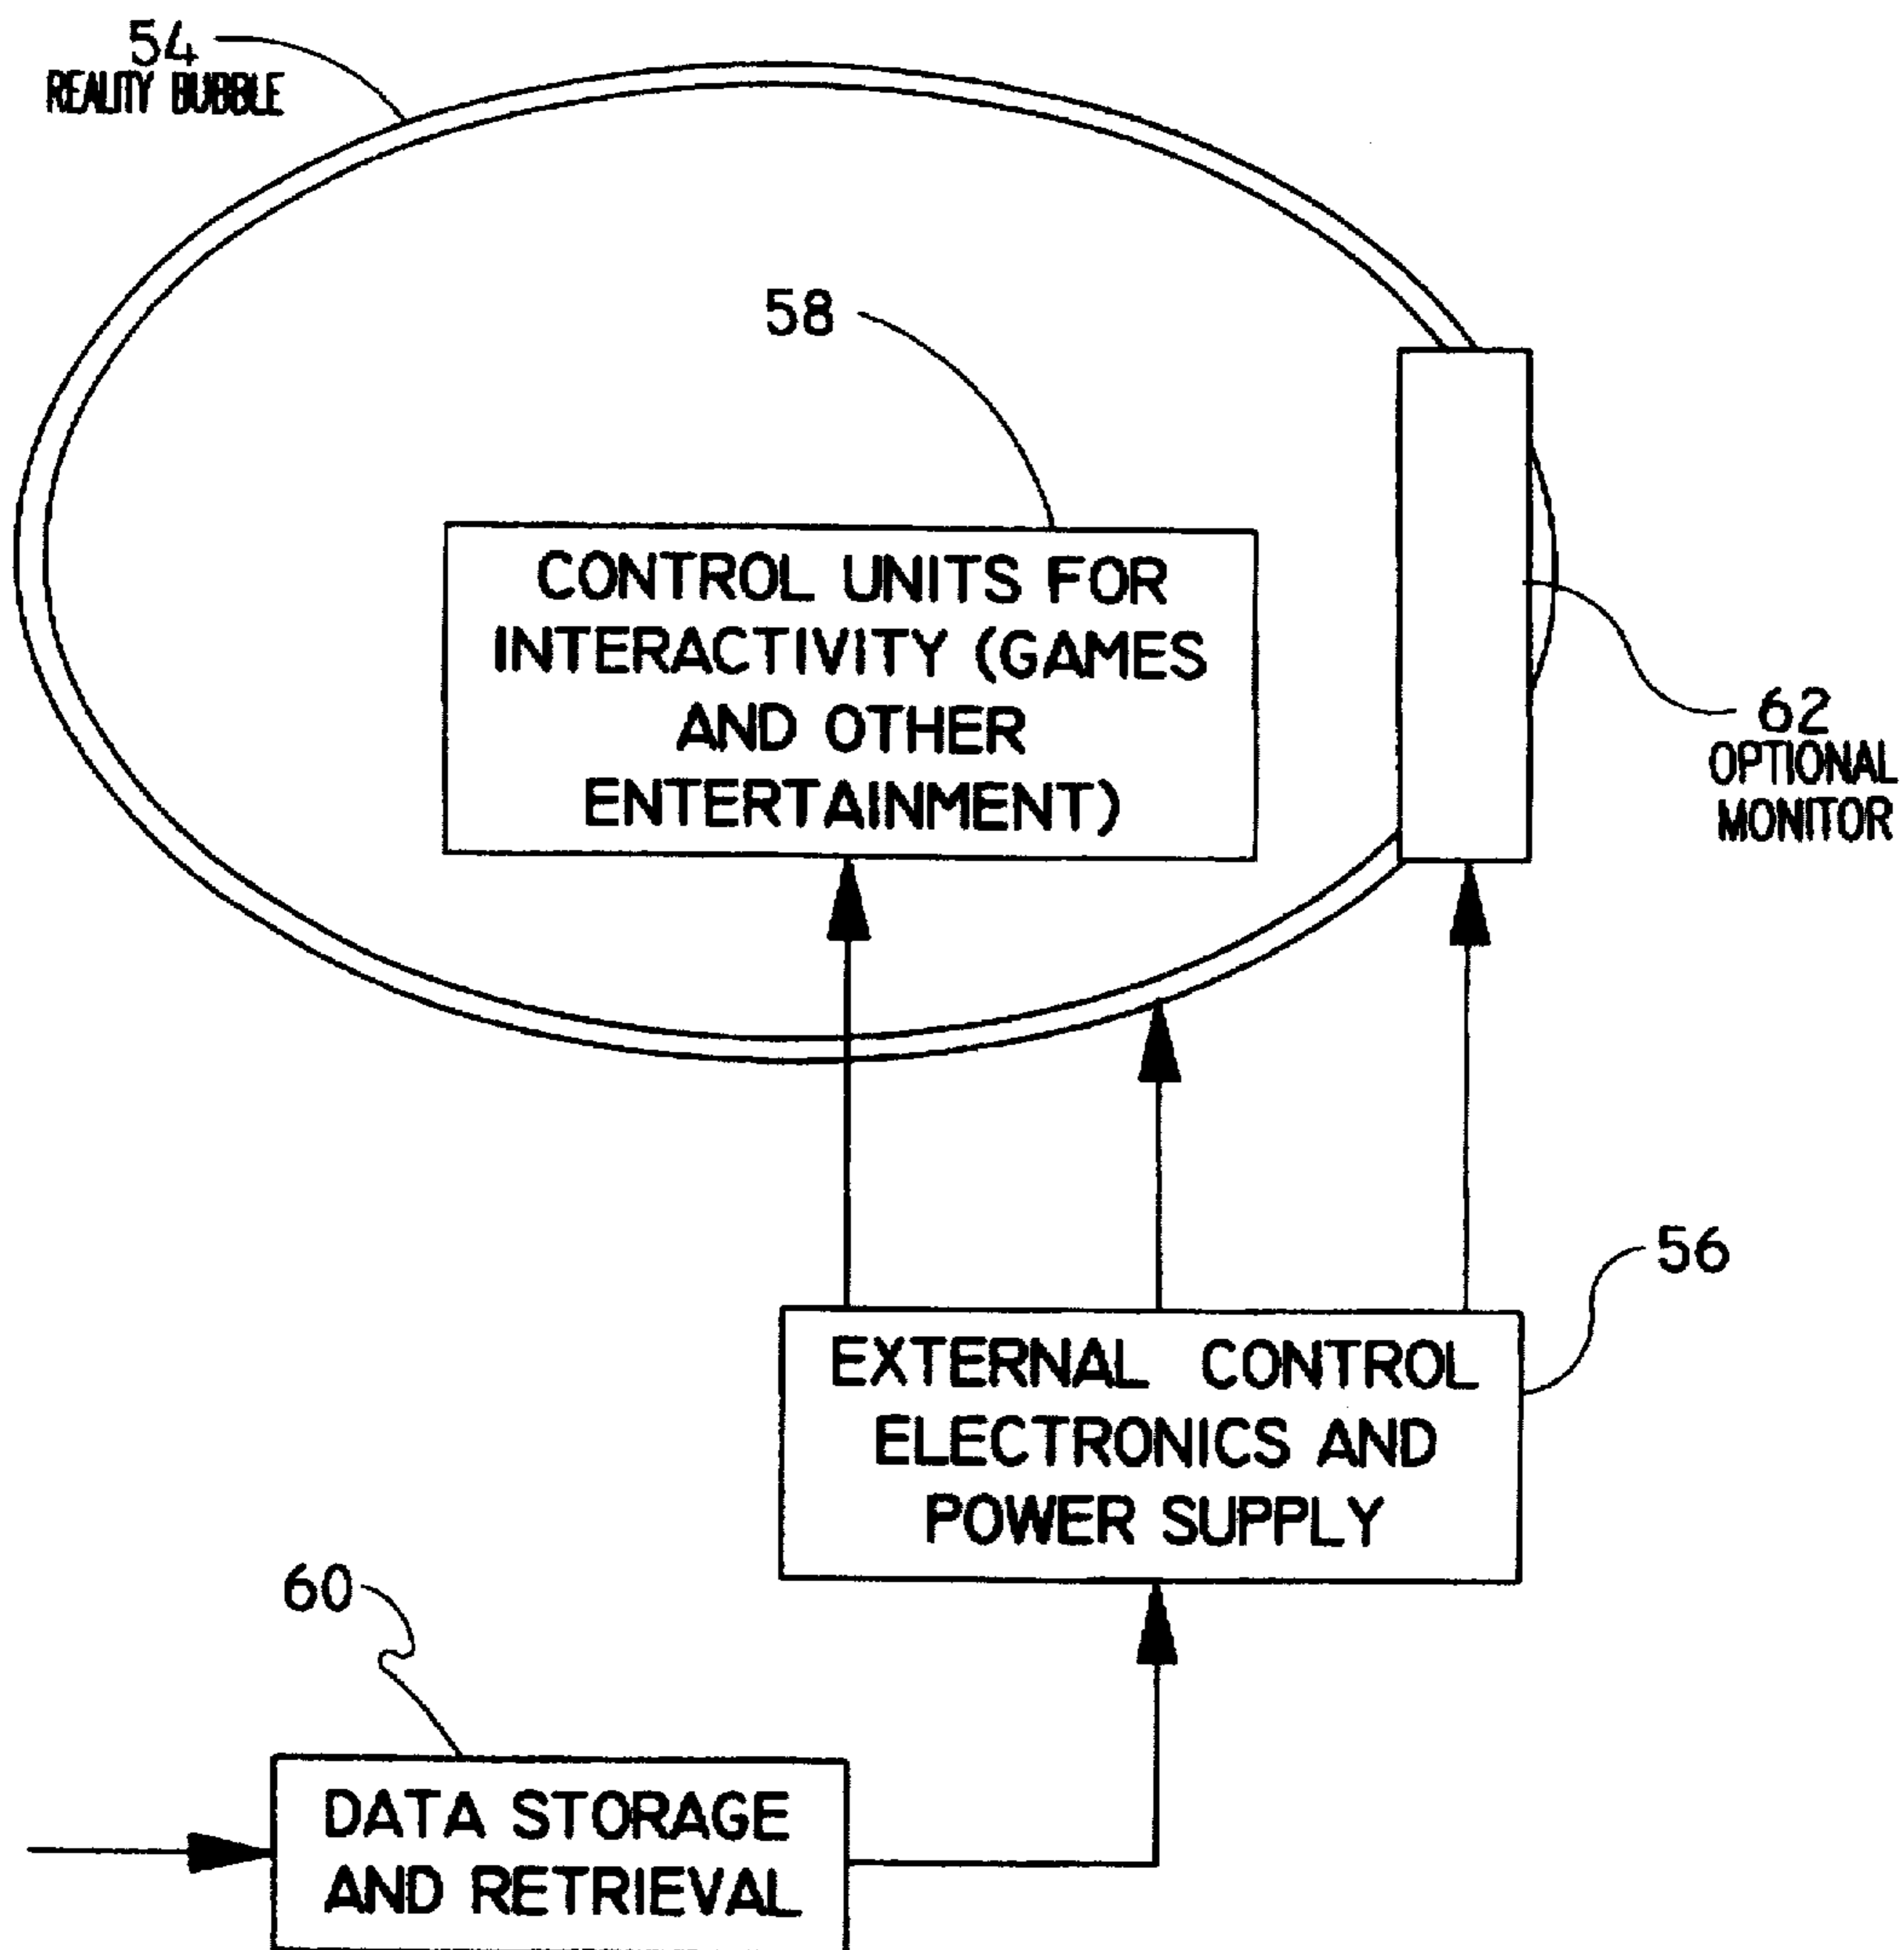 54
REALITY BUBBLE
58
CONTROL UNITS FOR
INTERACTIVITY (GAMES
AND OTHER
ENTERTAINMENT)
62
OPTIONAL
MONITOR
56
EXTERNAL CONTROL
ELECTRONICS AND
POWER SUPPLY
60
DATA STORAGE
AND RETRIEVAL